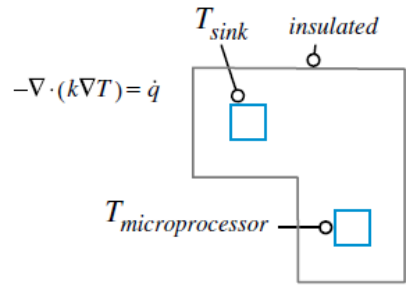 T_sink
insulated
−∇·(k∇T) = q̇
T_microprocessor